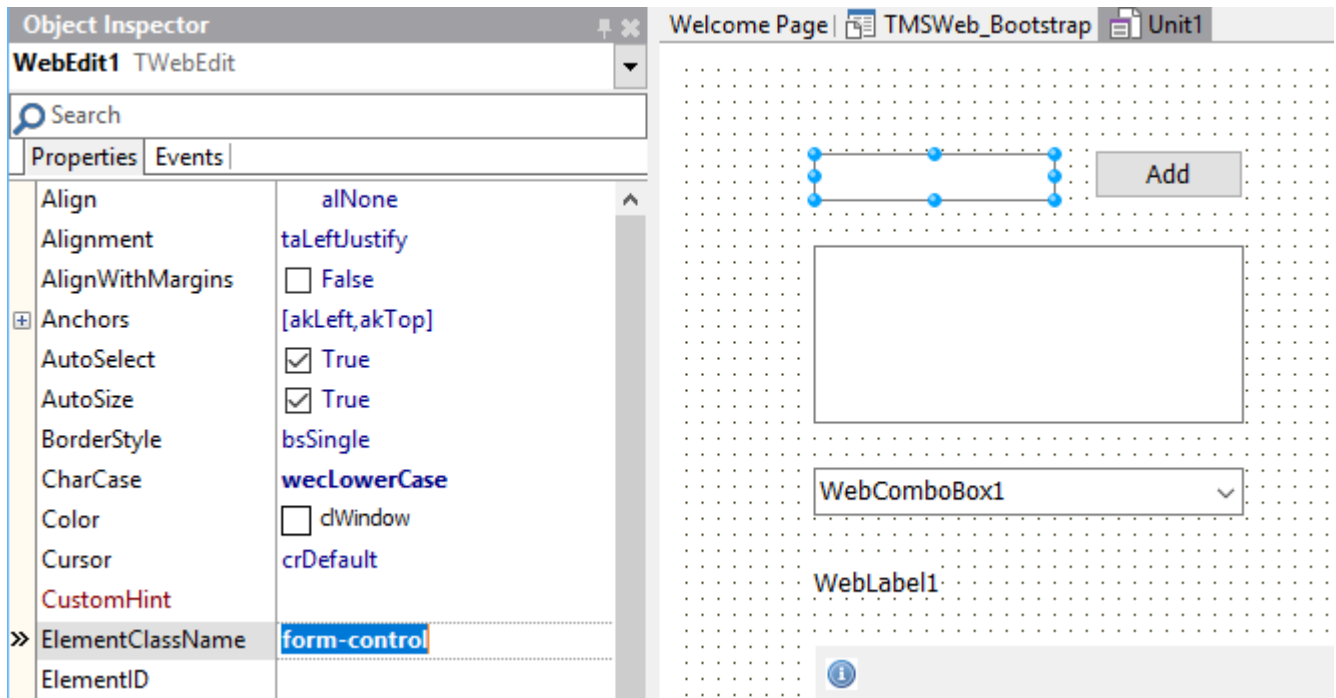 Object Inspector
WebEdit1 TWebEdit
Search
Properties Events
Align alNone
Alignment taLeftJustify
AlignWithMargins False
Anchors [akLeft,akTop]
AutoSelect True
AutoSize True
BorderStyle bsSingle
CharCase wecLowerCase
Color clWindow
Cursor crDefault
CustomHint
ElementClassName form-control
ElementID
Welcome Page TMSWeb_Bootstrap Unit1
Add
WebComboBox1
WebLabel1